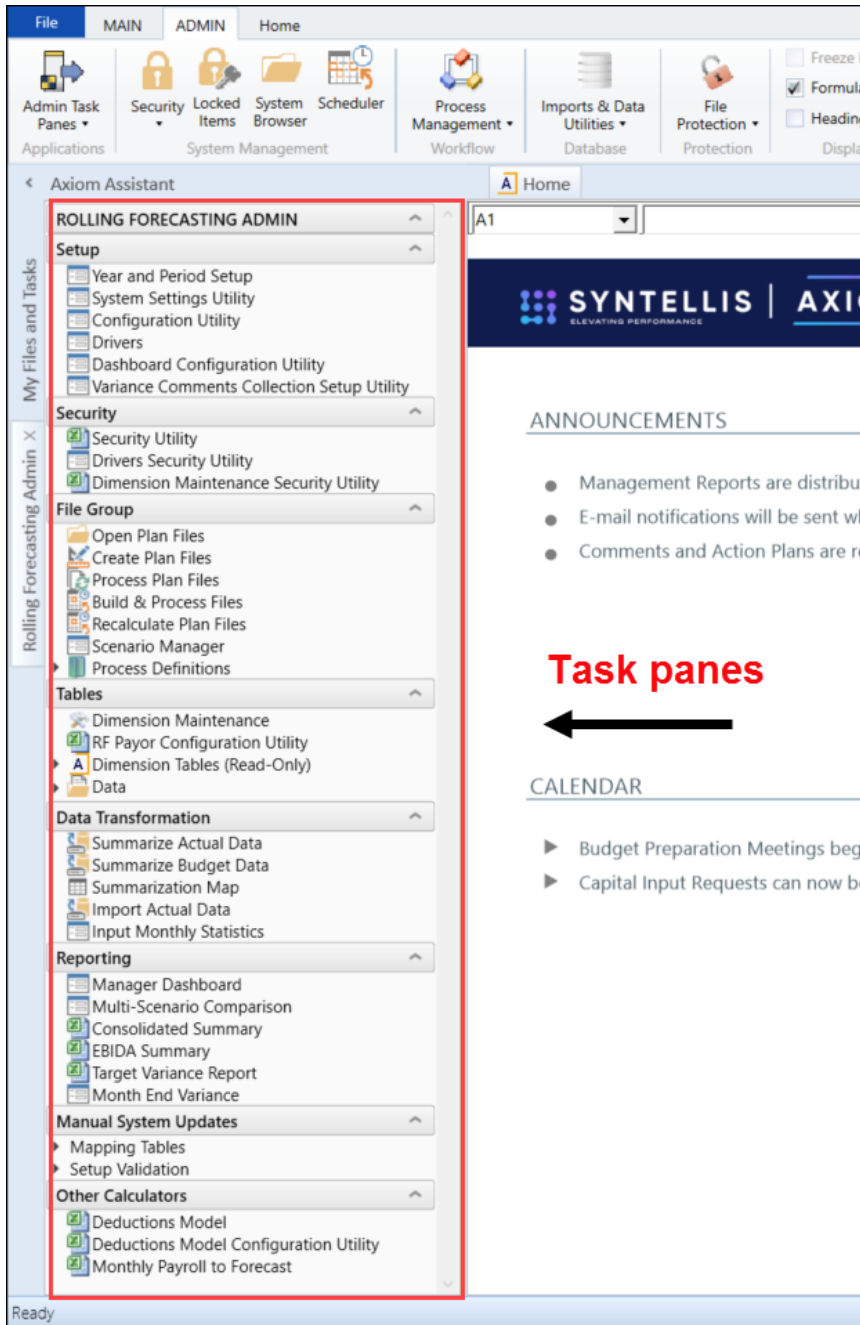 File MAIN ADMIN Home
Freeze
Formula
Heading
Admin Task Panes Security Locked Items System Browser Scheduler Process Management Imports & Data Utilities File Protection
Applications System Management Workflow Database Protection Displa
Axiom Assistant
A Home
ROLLING FORECASTING ADMIN
A1
Setup
Year and Period Setup
System Settings Utility
Configuration Utility
Drivers
Dashboard Configuration Utility
Variance Comments Collection Setup Utility
Security
Security Utility
Drivers Security Utility
Dimension Maintenance Security Utility
File Group
Open Plan Files
Create Plan Files
Process Plan Files
Build & Process Files
Recalculate Plan Files
Scenario Manager
Process Definitions
Tables
Dimension Maintenance
RF Payor Configuration Utility
A Dimension Tables (Read-Only)
Data
Data Transformation
Summarize Actual Data
Summarize Budget Data
Summarization Map
Import Actual Data
Input Monthly Statistics
Reporting
Manager Dashboard
Multi-Scenario Comparison
Consolidated Summary
EBIDA Summary
Target Variance Report
Month End Variance
Manual System Updates
Mapping Tables
Setup Validation
Other Calculators
Deductions Model
Deductions Model Configuration Utility
Monthly Payroll to Forecast
My Files and Tasks
Rolling Forecasting Admin X
SYNTELLIS | AXIO
ELEVATING PERFORMANCE
ANNOUNCEMENTS
Management Reports are distribu
E-mail notifications will be sent wh
Comments and Action Plans are re
Task panes
CALENDAR
Budget Preparation Meetings beg
Capital Input Requests can now be
Ready